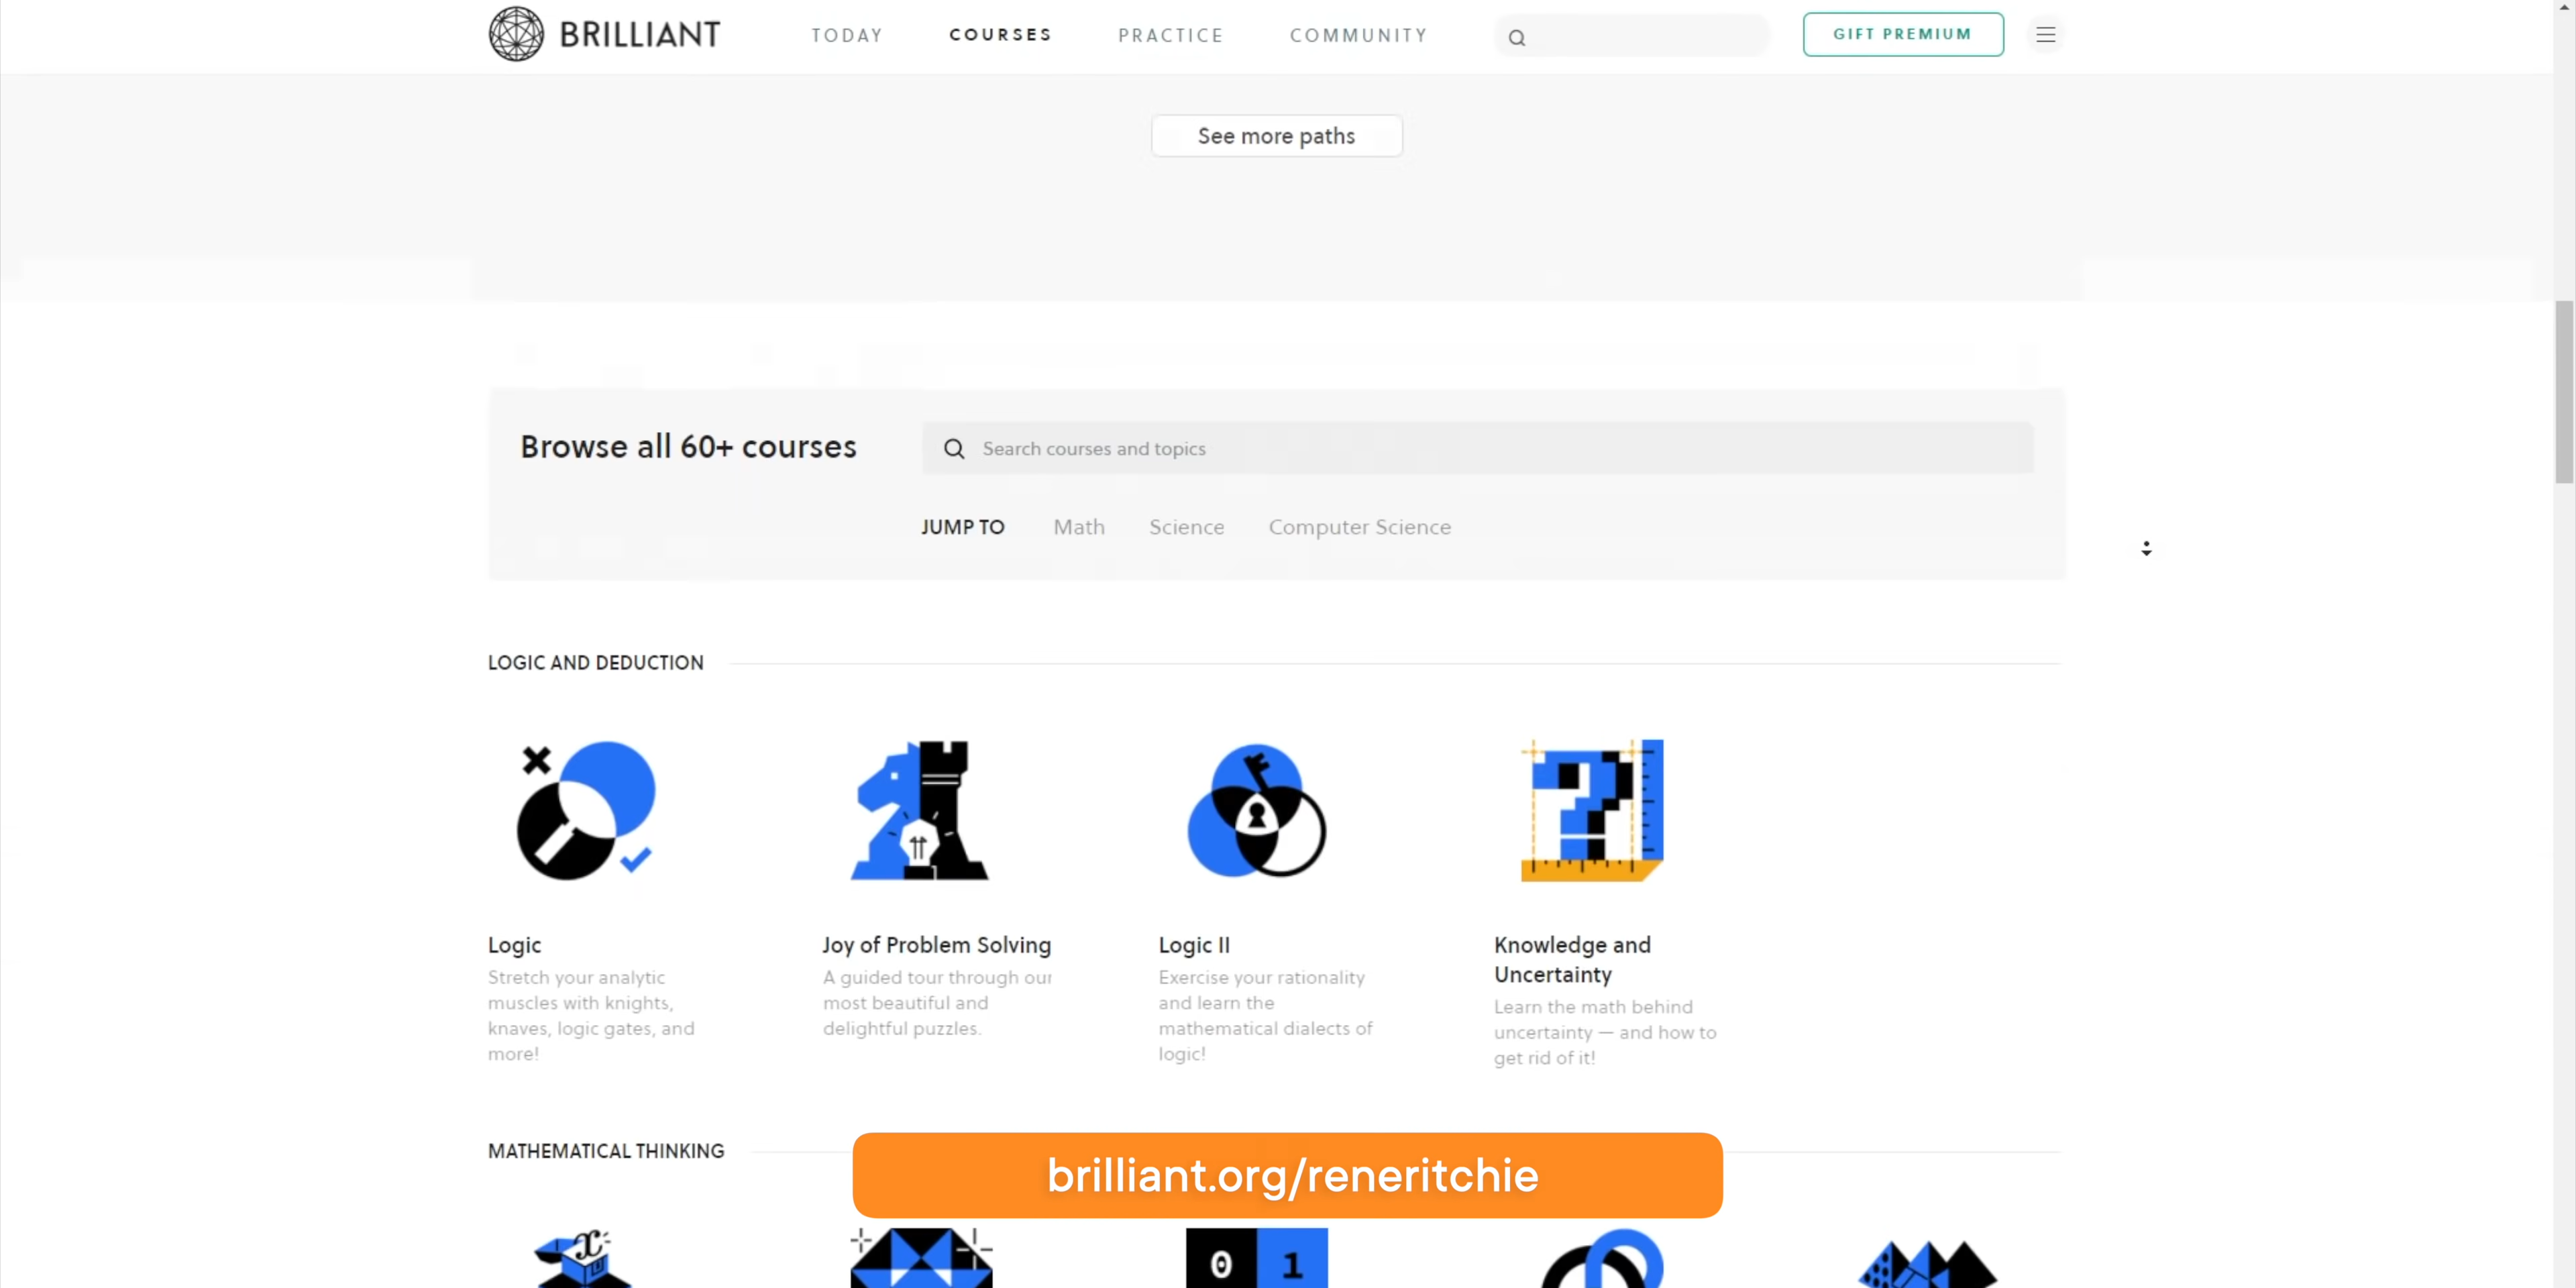 BRILLIANT
TODAY
COURSES
PRACTICE
COMMUNITY
GIFT PREMIUM
See more paths
Browse all 60+ courses
Search courses and topics
JUMP TO
Math
Science
Computer Science
LOGIC AND DEDUCTION
Logic
Stretch your analytic
muscles with knights,
knaves, logic gates, and
more!
Joy of Problem Solving
A guided tour through our
most beautiful and
delightful puzzles.
Logic II
Exercise your rationality
and learn the
mathematical dialects of
logic!
Knowledge and
Uncertainty
Learn the math behind
uncertainty — and how to
get rid of it!
MATHEMATICAL THINKING
brilliant.org/reneritchie
x
0 1